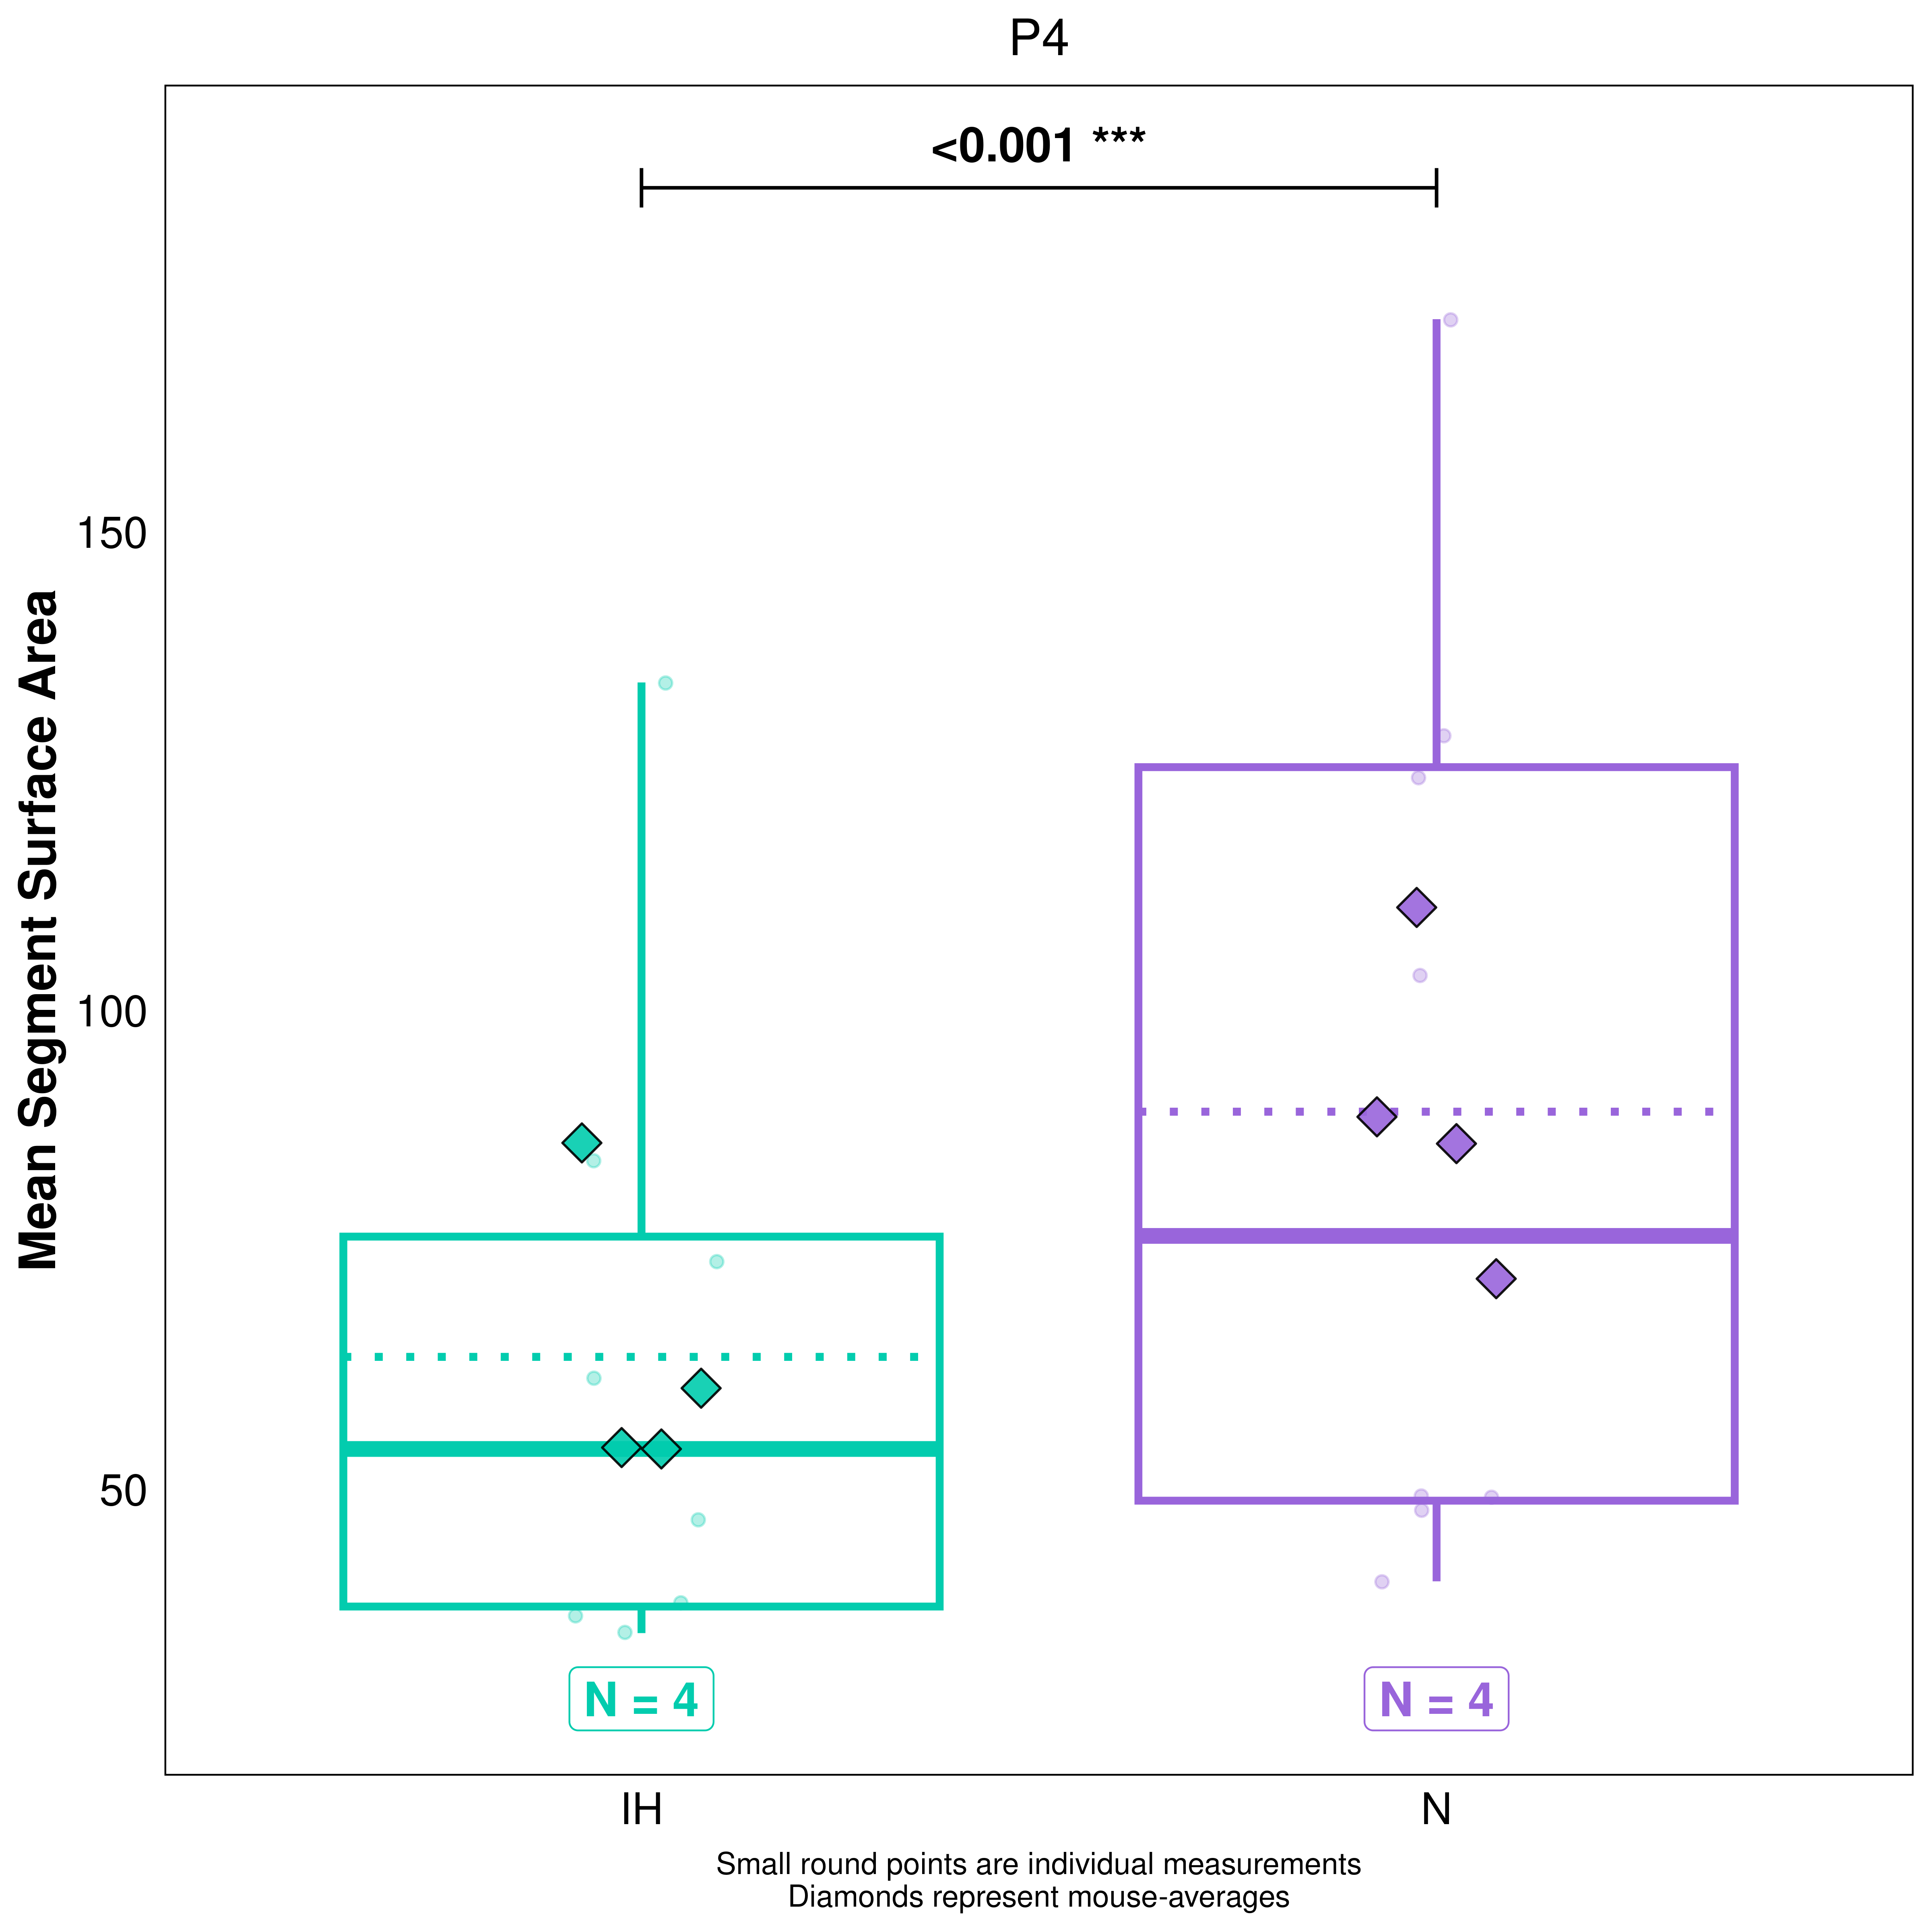 P4
<0.001 ***
Mean Segment Surface Area
150
100
50
N = 4
N = 4
IH
N
Small round points are individual measurements
Diamonds represent mouse-averages